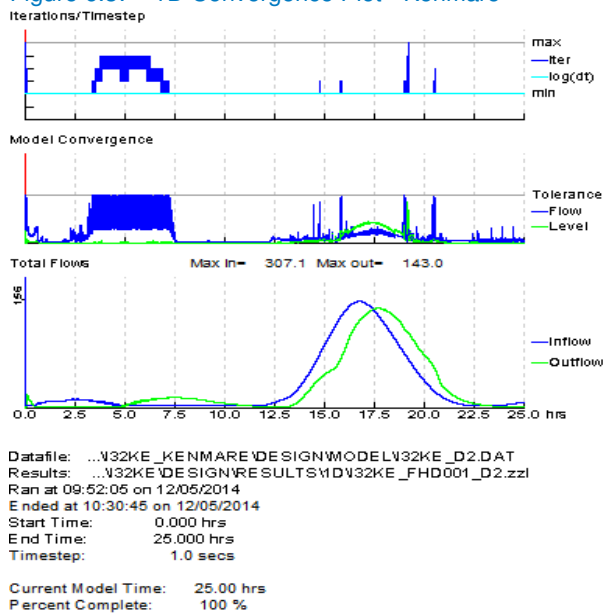 Iterations/Timestep
max
Iter
log(dt)
min
Model Convergence
Tolerance
Flow
Level
Total Flows Max in= 307.1 Max out= 143.0
156
Inflow
Outflow
0.0 2.5 5.0 7.5 10.0 12.5 15.0 17.5 20.0 22.5 25.0 hrs
Datafile: ...\I32KE_KENMARE\DESIGN\MODEL\I32KE_D2.DAT
Results: ...\I32KE\DESIGN\RESULTS\1D\I32KE_FHD001_D2.zzl
Ran at 09:52:05 on 12/05/2014
Ended at 10:30:45 on 12/05/2014
Start Time: 0.000 hrs
End Time: 25.000 hrs
Timestep: 1.0 secs
Current Model Time: 25.00 hrs
Percent Complete: 100 %